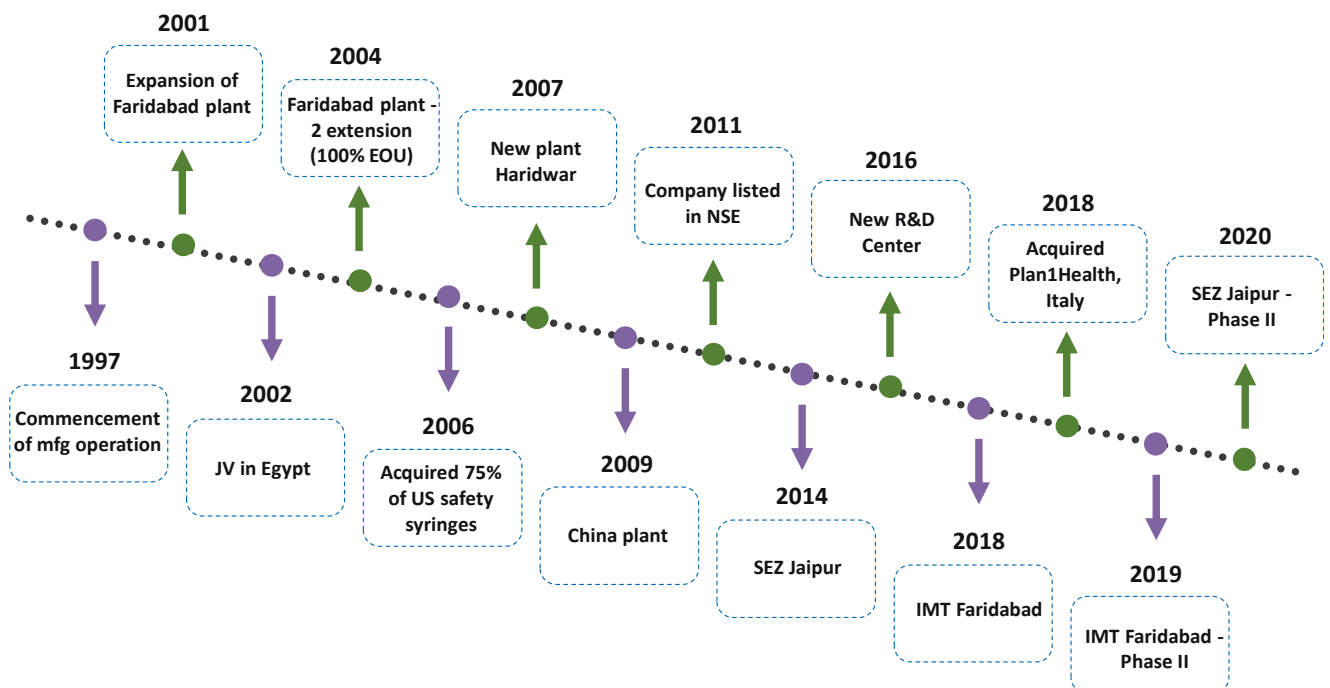 2001
Expansion of
Faridabad plant
2004
Faridabad plant -
2 extension
(100% EOU)
2007
New plant
Haridwar
2011
Company listed
in NSE
2016
New R&D
Center
2018
Acquired
Plan1Health,
Italy
2020
SEZ Jaipur -
Phase II
1997
Commencement
of mfg operation
2002
JV in Egypt
2006
Acquired 75%
of US safety
syringes
2009
China plant
2014
SEZ Jaipur
2018
IMT Faridabad
2019
IMT Faridabad -
Phase II